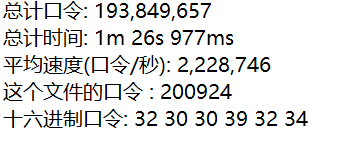 总计口令: 193,849,657
总计时间: 1m 26s 977ms
平均速度(口令/秒): 2,228,746
这个文件的口令 : 200924
十六进制口令: 32 30 30 39 32 34